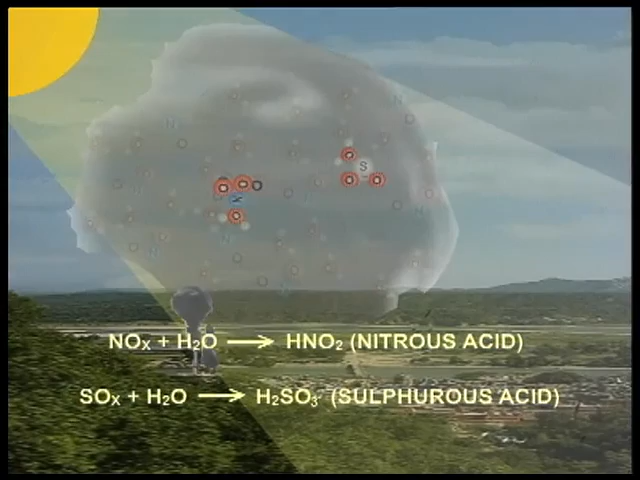 S
NOx + H₂O → HNO₂ (NITROUS ACID)
SOx + H₂O → H₂SO₃ (SULPHUROUS ACID)